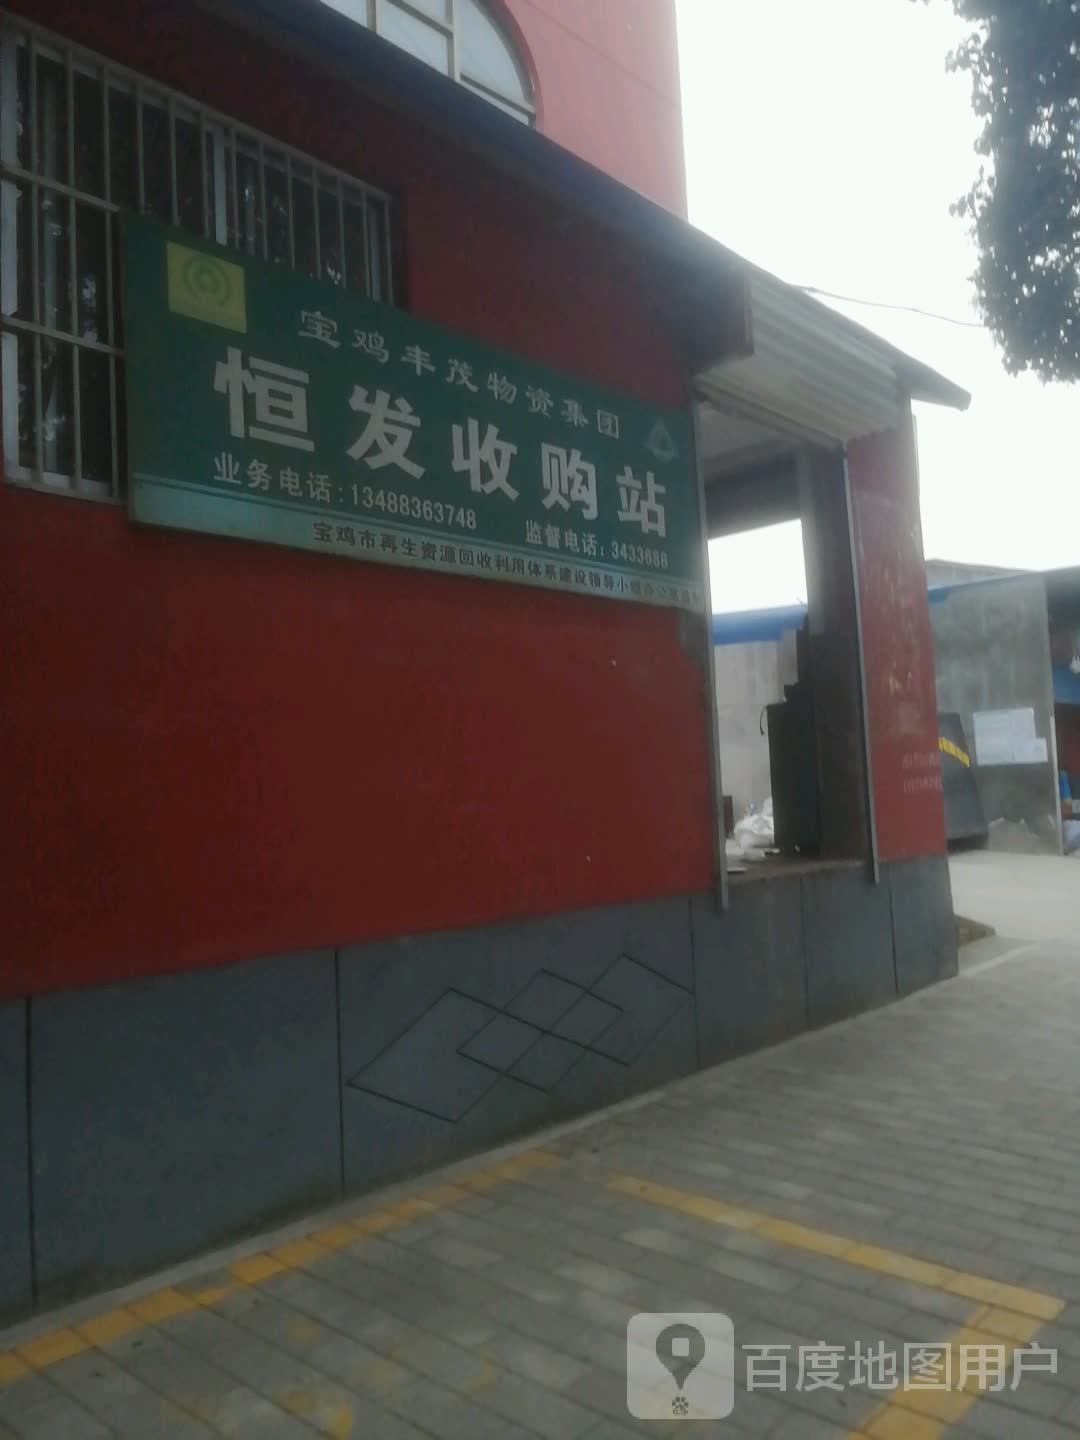 宝鸡丰茂物资集团
恒发收购站
业务电话:13488363748 监督电话:3433688
宝鸡市再生资源回收利用体系建设领导小组办公室
百度地图用户